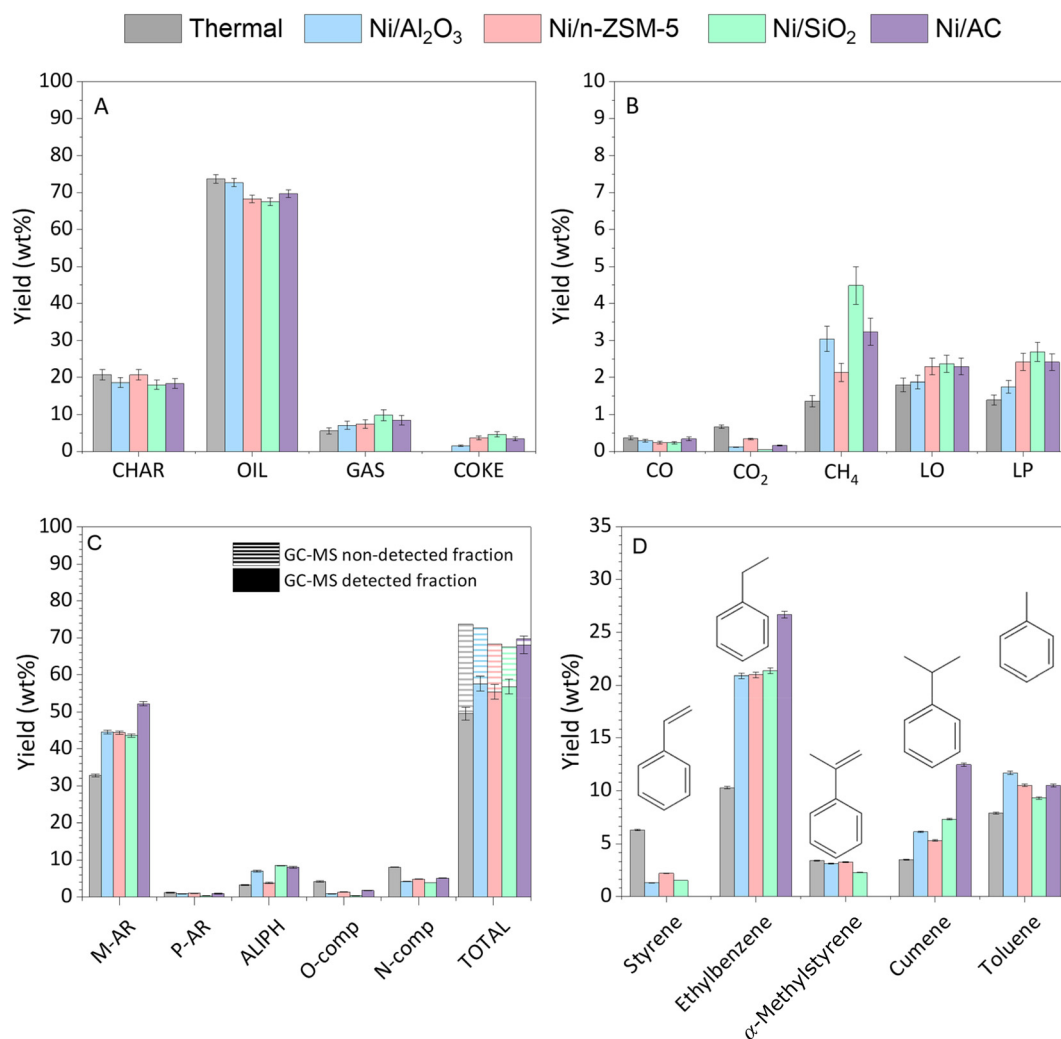 Thermal Ni/Al₂O₃ Ni/n-ZSM-5 Ni/SiO₂ Ni/AC
A
Yield (wt%)
100
90
80
70
60
50
40
30
20
10
0
CHAR OIL GAS COKE
B
Yield (wt%)
10
9
8
7
6
5
4
3
2
1
0
CO CO₂ CH₄ LO LP
C
GC-MS non-detected fraction
GC-MS detected fraction
Yield (wt%)
100
90
80
70
60
50
40
30
20
10
0
M-AR P-AR ALIPH O-comp N-comp TOTAL
D
Yield (wt%)
35
30
25
20
15
10
5
0
Styrene Ethylbenzene α-Methylstyrene Cumene Toluene